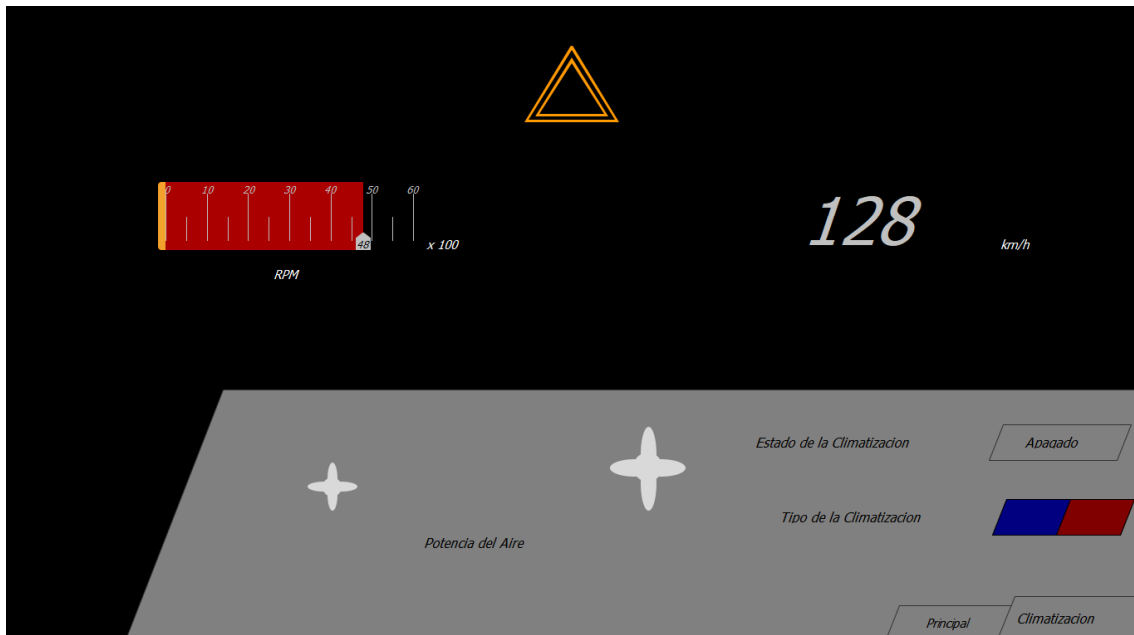 0 10 20 30 40 50 60
48
x 100
RPM
128
km/h
Estado de la Climatizacion
Apagado
Tipo de la Climatizacion
Potencia del Aire
Principal
Climatizacion